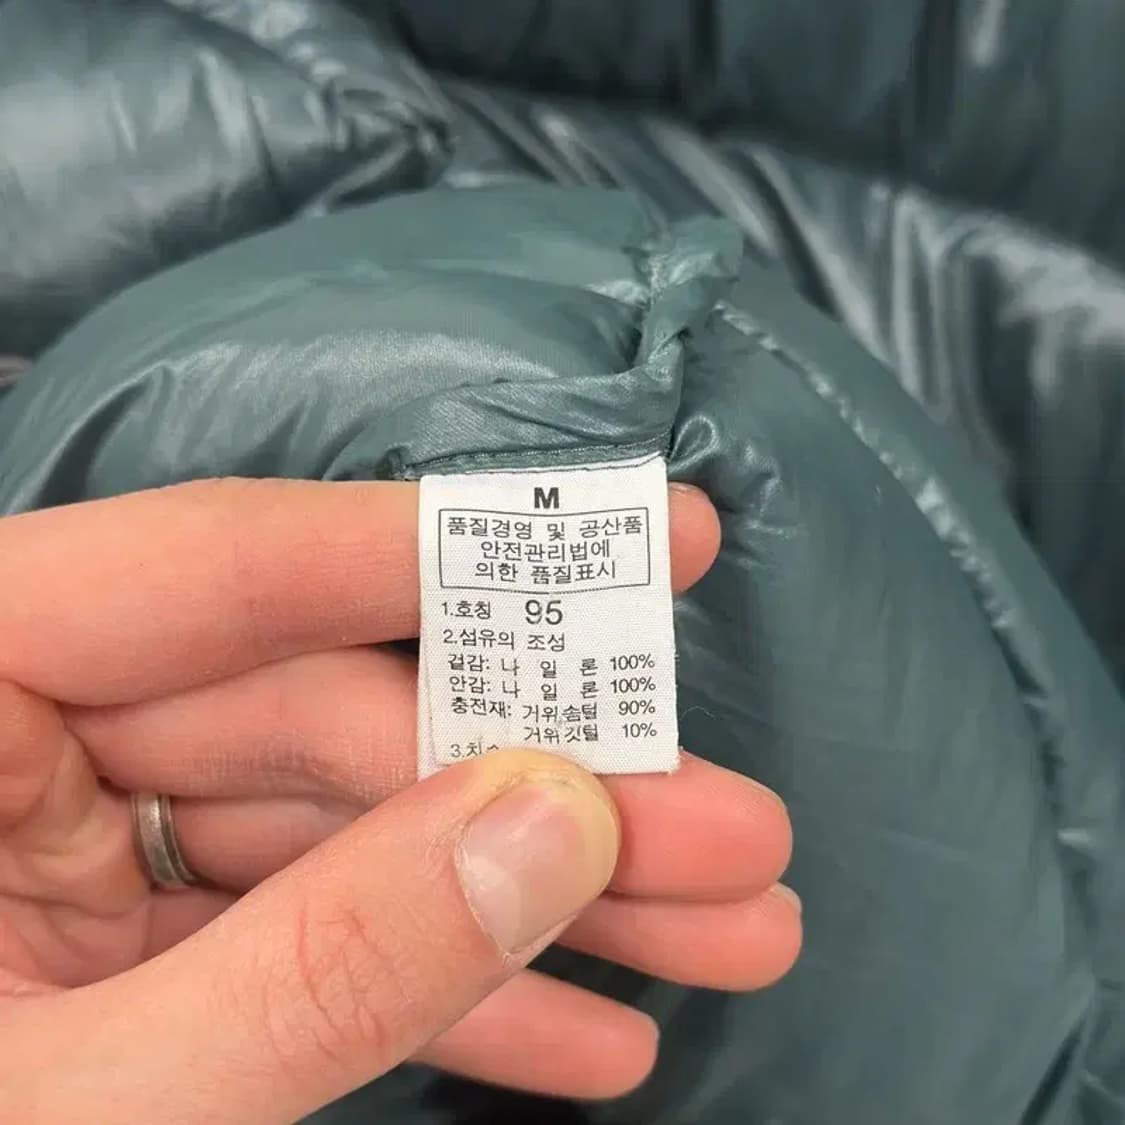 M
품질경영 및 공산품
안전관리법에
의한 품질표시
1.호칭 95
2.섬유의 조성
겉감: 나 일 론 100%
안감: 나 일 론 100%
충전재: 거위솜털 90%
거위깃털 10%